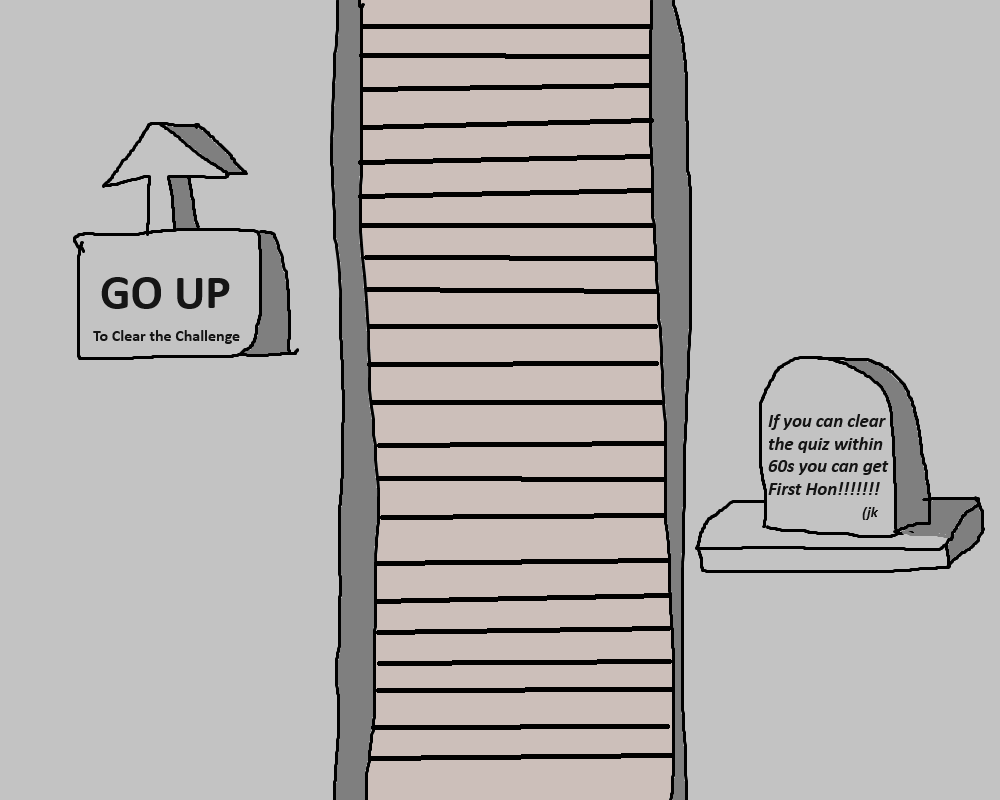 GO UP
To Clear the Challenge
If you can clear
the quiz within
60s you can get
First Hon!!!!!!!
(jk